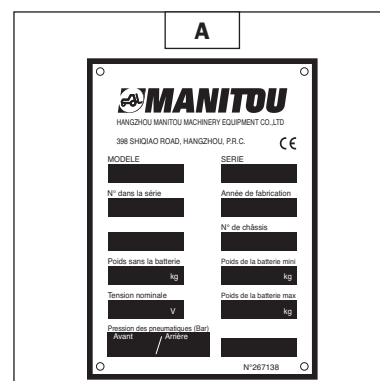 A
MANITOU
HANGZHOU MANITOU MACHINERY EQUIPMENT CO.,LTD
398 SHIQIAO ROAD, HANGZHOU, P.R.C. CE
MODELE SERIE
N° dans la série Année de fabrication
N° de châssis
Poids sans la batterie Poids de la batterie mini
kg kg
Tension nominale Poids de la batterie max
V kg
Pression des pneumatiques (Bar)
Avant / Arrière
N°267138